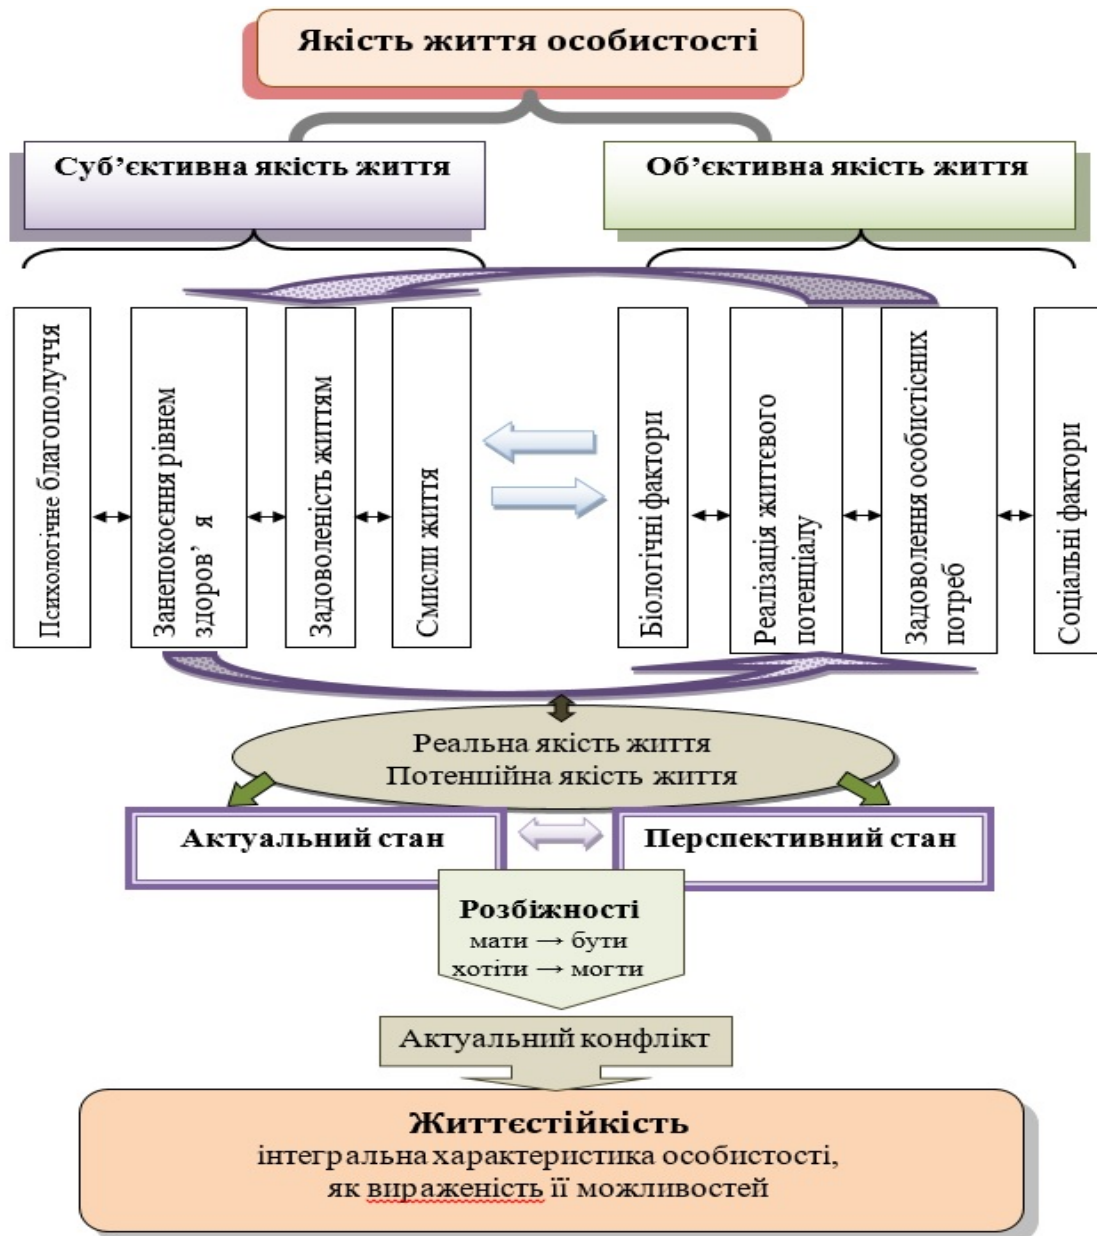 Якість життя особистості
Суб’єктивна якість життя
Об’єктивна якість життя
Психологічне благополуччя
Занепокоєння рівнем
здоров’ я
Задоволеність життям
Смисли життя
Біологічні фактори
Реалізація життєвого
потенціалу
Задоволення особистісних
потреб
Соціальні фактори
Реальна якість життя
Потенційна якість життя
Актуальний стан
Перспективний стан
Розбіжності
мати → бути
хотіти → могти
Актуальний конфлікт
Життєстійкість
інтегральна характеристика особистості,
як вираженість її можливостей